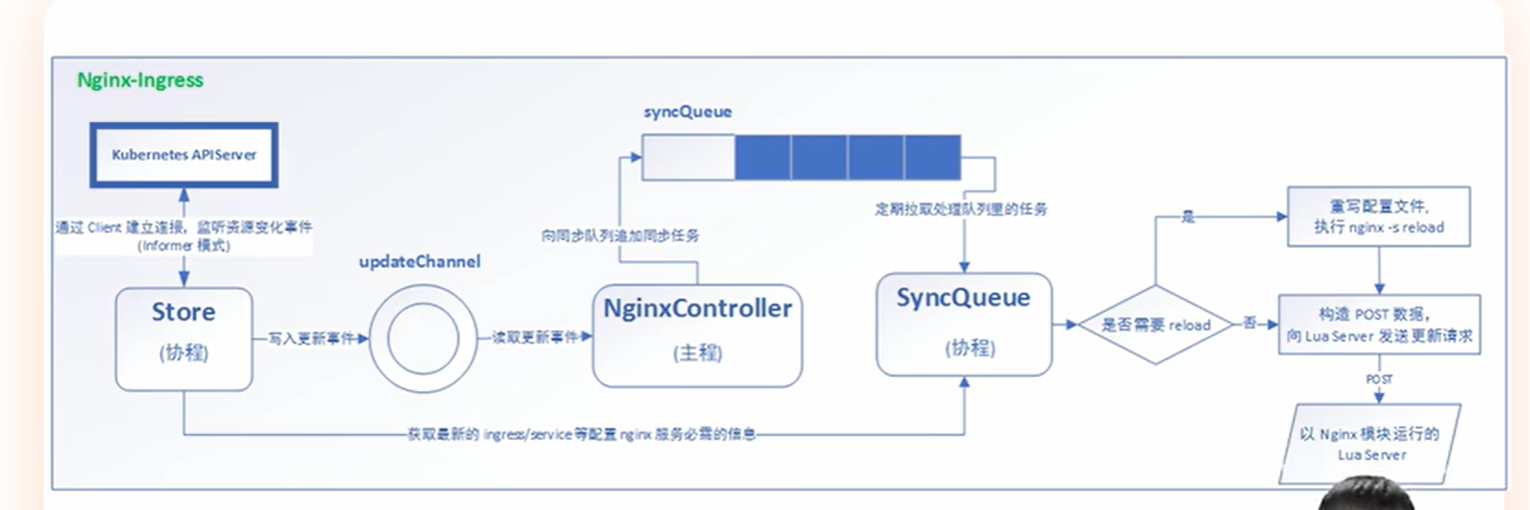 Nginx-Ingress
syncQueue
Kubernetes APIServer
定期拉取处理队列里的任务
重写配置文件,
执行 nginx -s reload
是
通过 Client 建立连接，监听资源变化事件
(Informer 模式)
向同步队列追加同步任务
updateChannel
Store
(协程)
写入更新事件
读取更新事件
NginxController
(主程)
SyncQueue
(协程)
是否需要 reload
否
构造 POST 数据，
向 Lua Server 发送更新请求
POST
获取最新的 ingress/service 等配置 nginx 服务必需的信息
以 Nginx 模块运行的
Lua Server